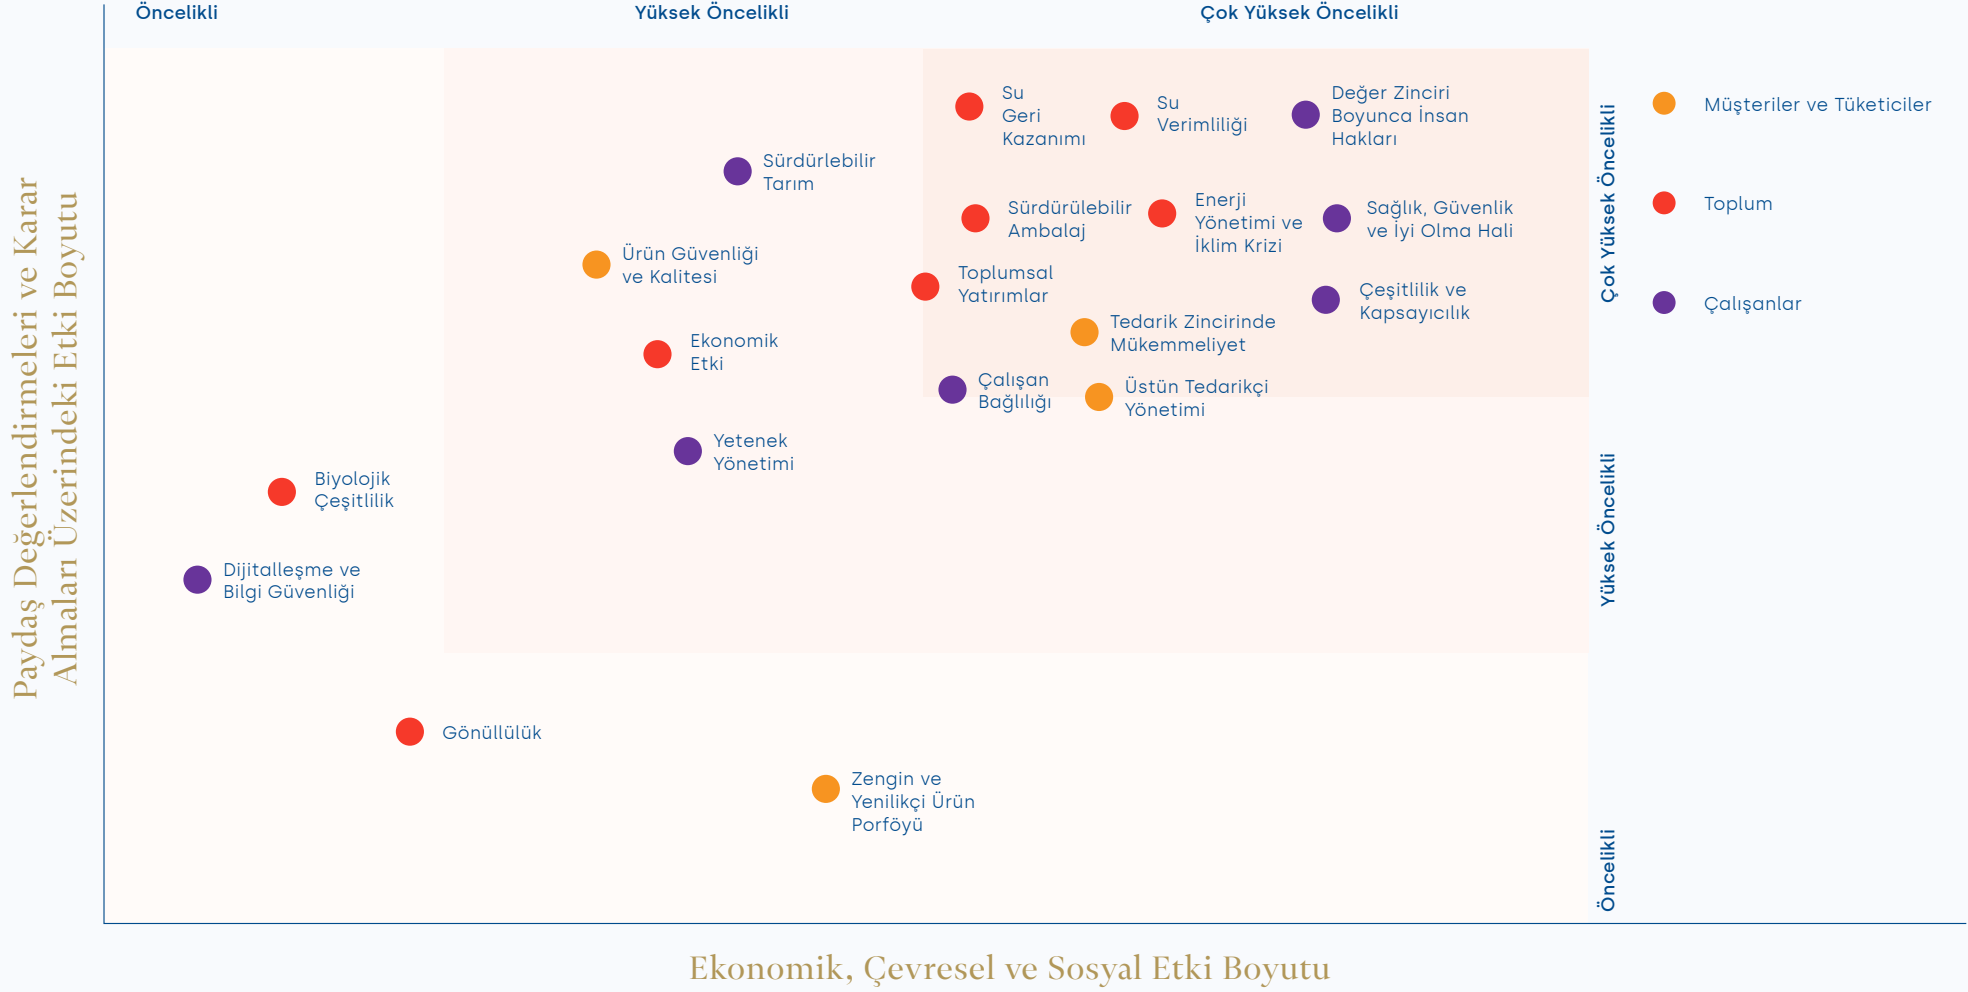 Öncelikli
Yüksek Öncelikli
Çok Yüksek Öncelikli
Paydaş Değerlendirmeleri ve Karar
Almaları Üzerindeki Etki Boyutu
Su
Geri
Kazanımı
Su
Verimliliği
Değer Zinciri
Boyunca İnsan
Hakları
Sürdürlebilir
Tarım
Sürdürülebilir
Ambalaj
Enerji
Yönetimi ve
İklim Krizi
Sağlık, Güvenlik
ve İyi Olma Hali
Ürün Güvenliği
ve Kalitesi
Toplumsal
Yatırımlar
Çeşitlilik ve
Kapsayıcılık
Tedarik Zincirinde
Mükemmeliyet
Ekonomik
Etki
Çalışan
Bağlılığı
Üstün Tedarikçi
Yönetimi
Yetenek
Yönetimi
Biyolojik
Çeşitlilik
Dijitalleşme ve
Bilgi Güvenliği
Gönüllülük
Zengin ve
Yenilikçi Ürün
Porföyü
Çok Yüksek Öncelikli
Yüksek Öncelikli
Öncelikli
Müşteriler ve Tüketiciler
Toplum
Çalışanlar
Ekonomik, Çevresel ve Sosyal Etki Boyutu